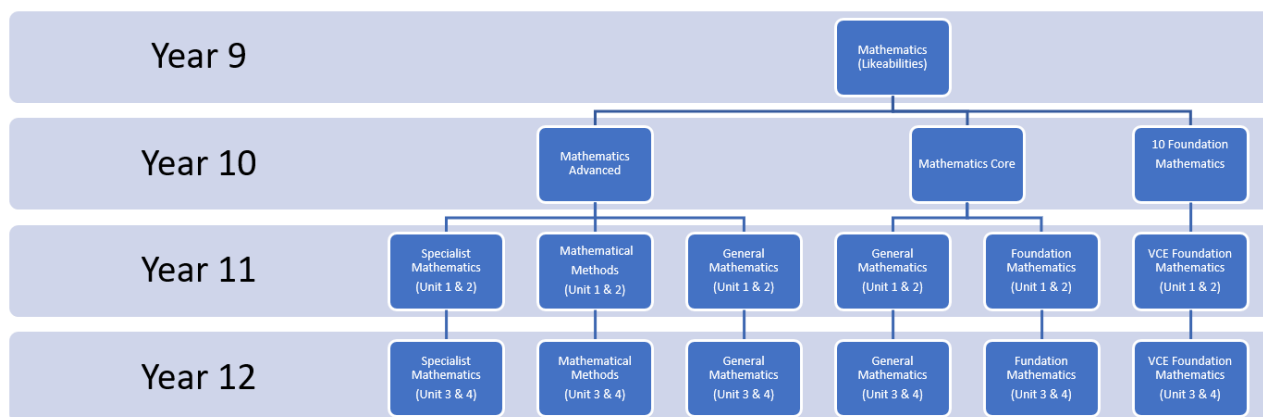 Year 9
Mathematics
(Likeabilities)
Year 10
Mathematics
Advanced
Mathematics Core
10 Foundation
Mathematics
Year 11
Specialist
Mathematics
(Unit 1 & 2)
Mathematical
Methods
(Unit 1 & 2)
General
Mathematics
(Unit 1 & 2)
General
Mathematics
(Unit 1 & 2)
Foundation
Mathematics
(Unit 1 & 2)
VCE Foundation
Mathematics
(Unit 1 & 2)
Year 12
Specialist
Mathematics
(Unit 3 & 4)
Mathematical
Methods
(Unit 3 & 4)
General
Mathematics
(Unit 3 & 4)
General
Mathematics
(Unit 3 & 4)
Fundation
Mathematics
(Unit 3 & 4)
VCE Foundation
Mathematics
(Unit 3 & 4)